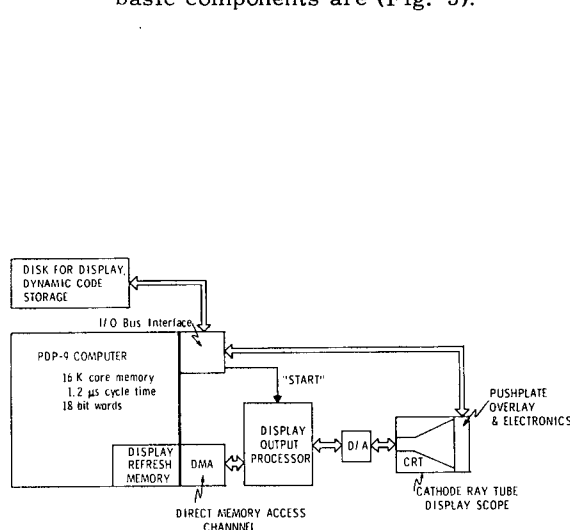 basic components are (Fig. 5):
DISK FOR DISPLAY,
DYNAMIC CODE
STORAGE
I/O Bus Interface
PDP-9 COMPUTER
16 K core memory
1.2 µs cycle time
18 bit words
"START"
PUSHPLATE
OVERLAY
& ELECTRONICS
DISPLAY
REFRESH
MEMORY
DMA
DISPLAY
OUTPUT
PROCESSOR
D/A
CRT
CATHODE RAY TUBE
DISPLAY SCOPE
DIRECT MEMORY ACCESS
CHANNNEL